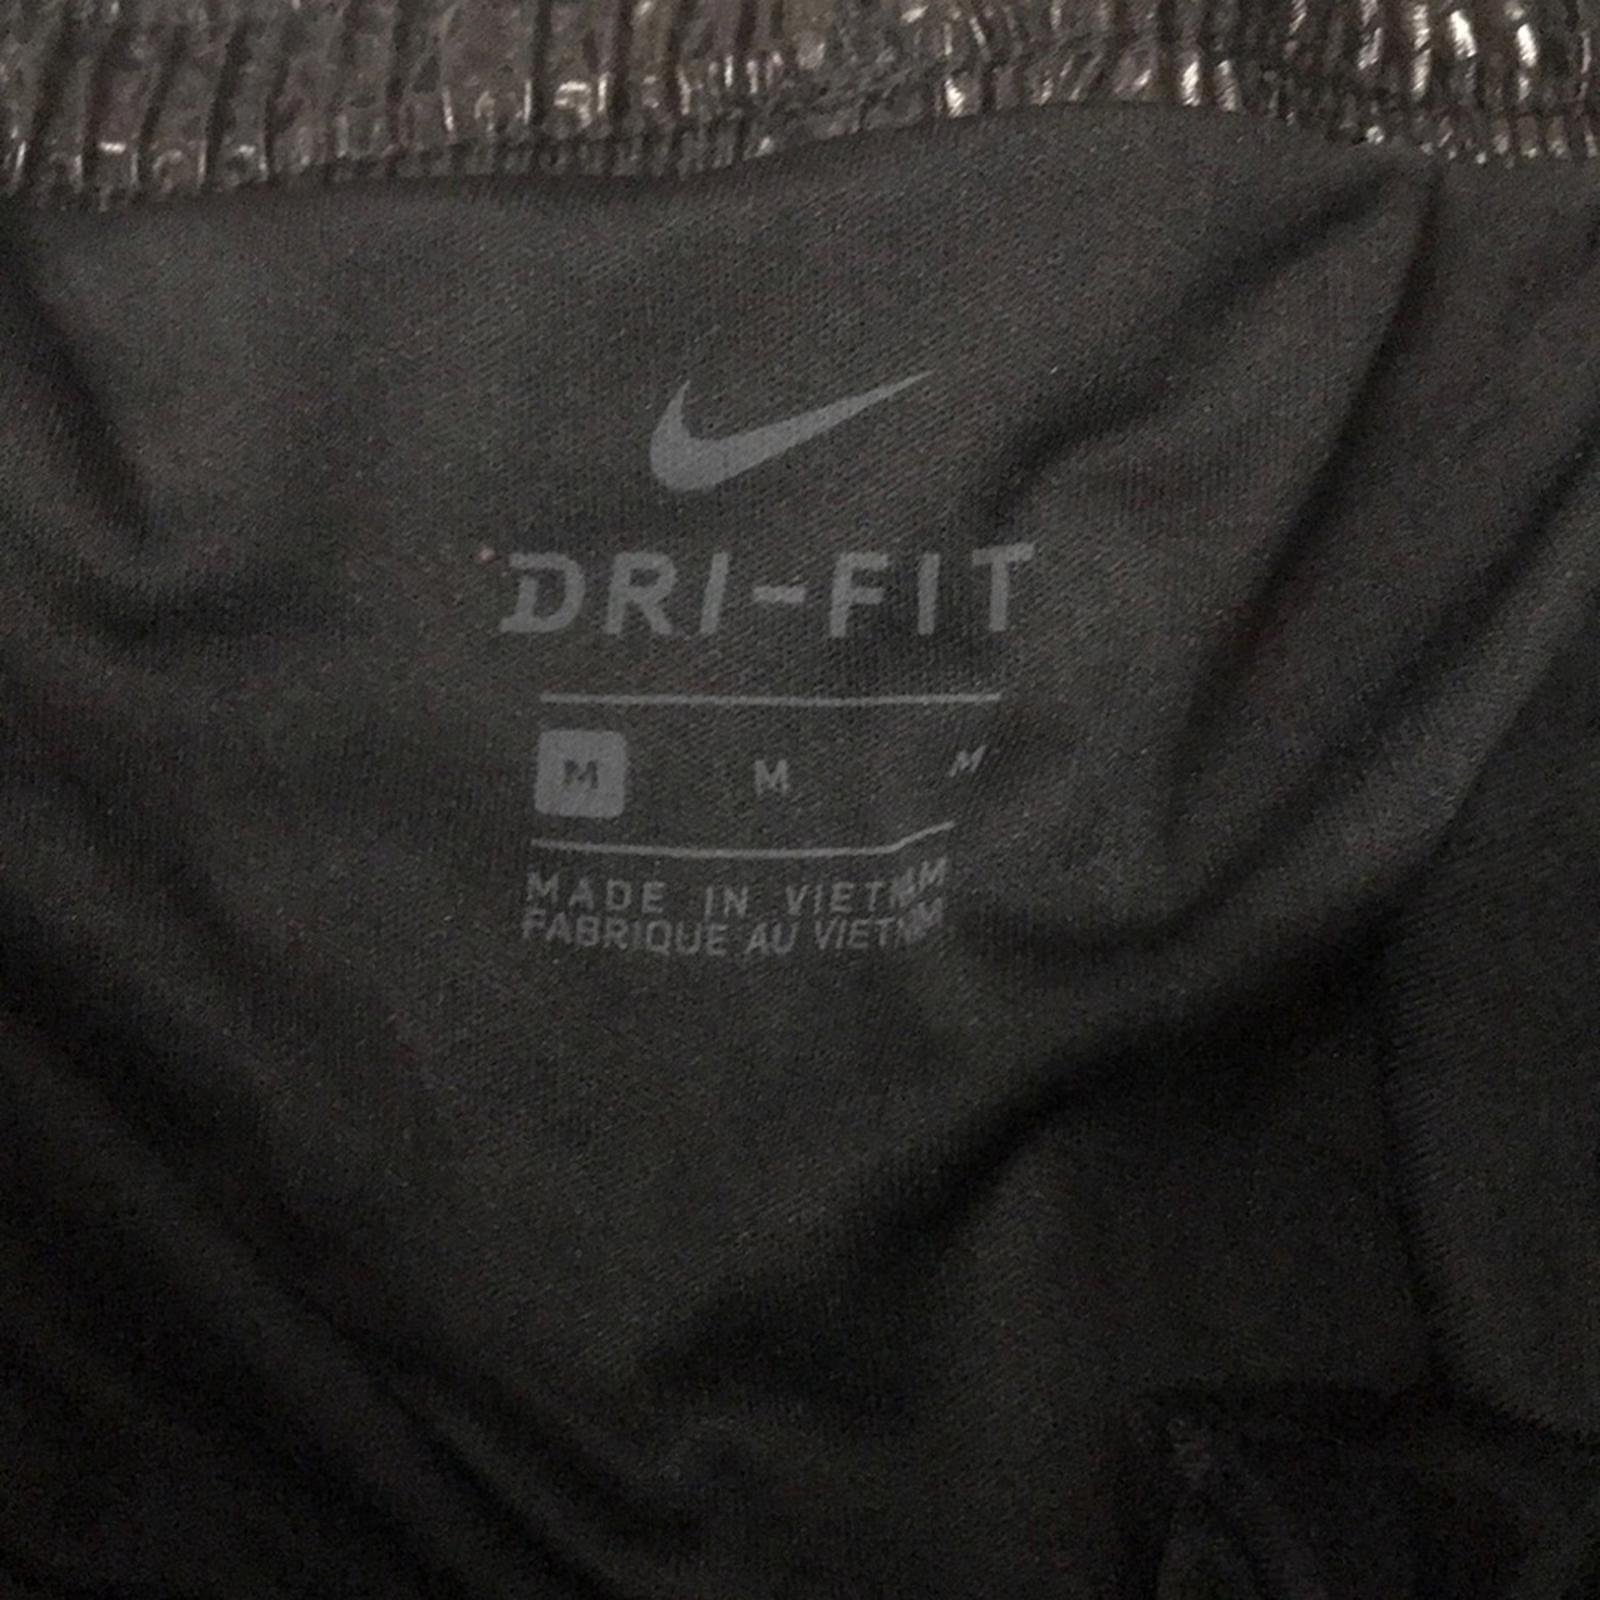 DRI-FIT
M M M
MADE IN VIETNAM
FABRIQUE AU VIETNAM